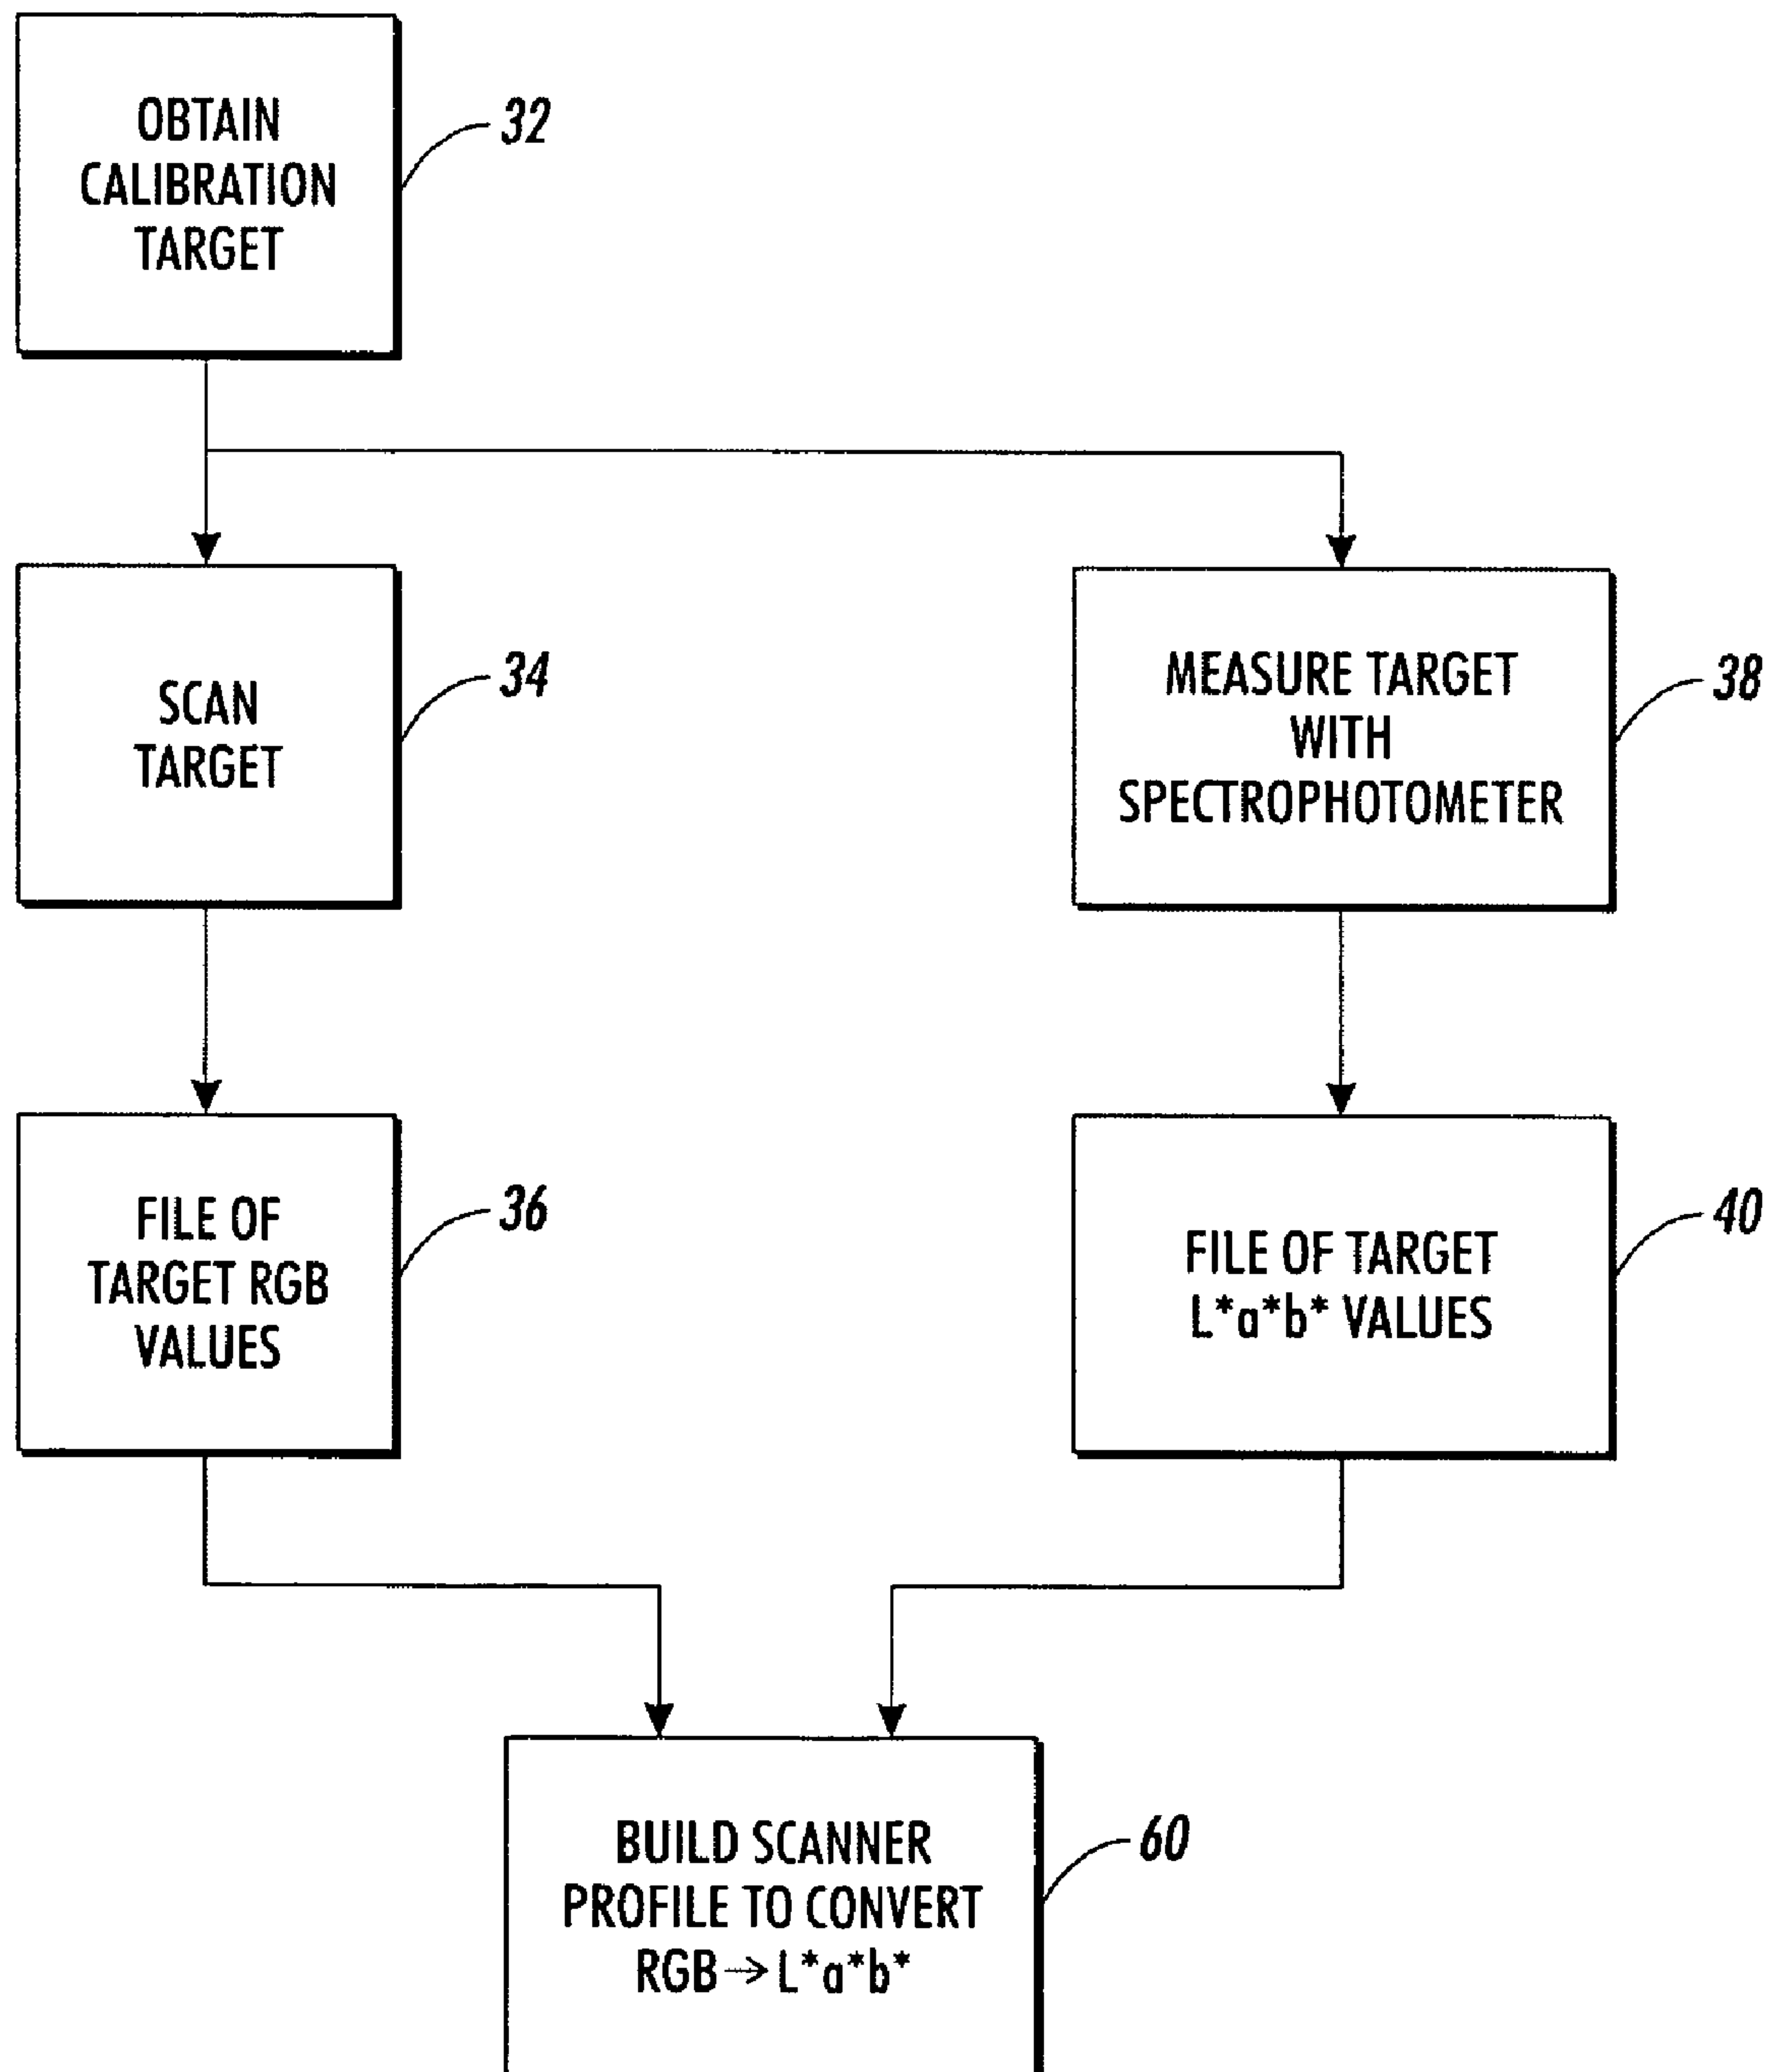 OBTAIN
CALIBRATION
TARGET
32
SCAN
TARGET
34
MEASURE TARGET
WITH
SPECTROPHOTOMETER
38
FILE OF
TARGET RGB
VALUES
36
FILE OF TARGET
L*a*b* VALUES
40
BUILD SCANNER
PROFILE TO CONVERT
RGB → L*a*b*
60